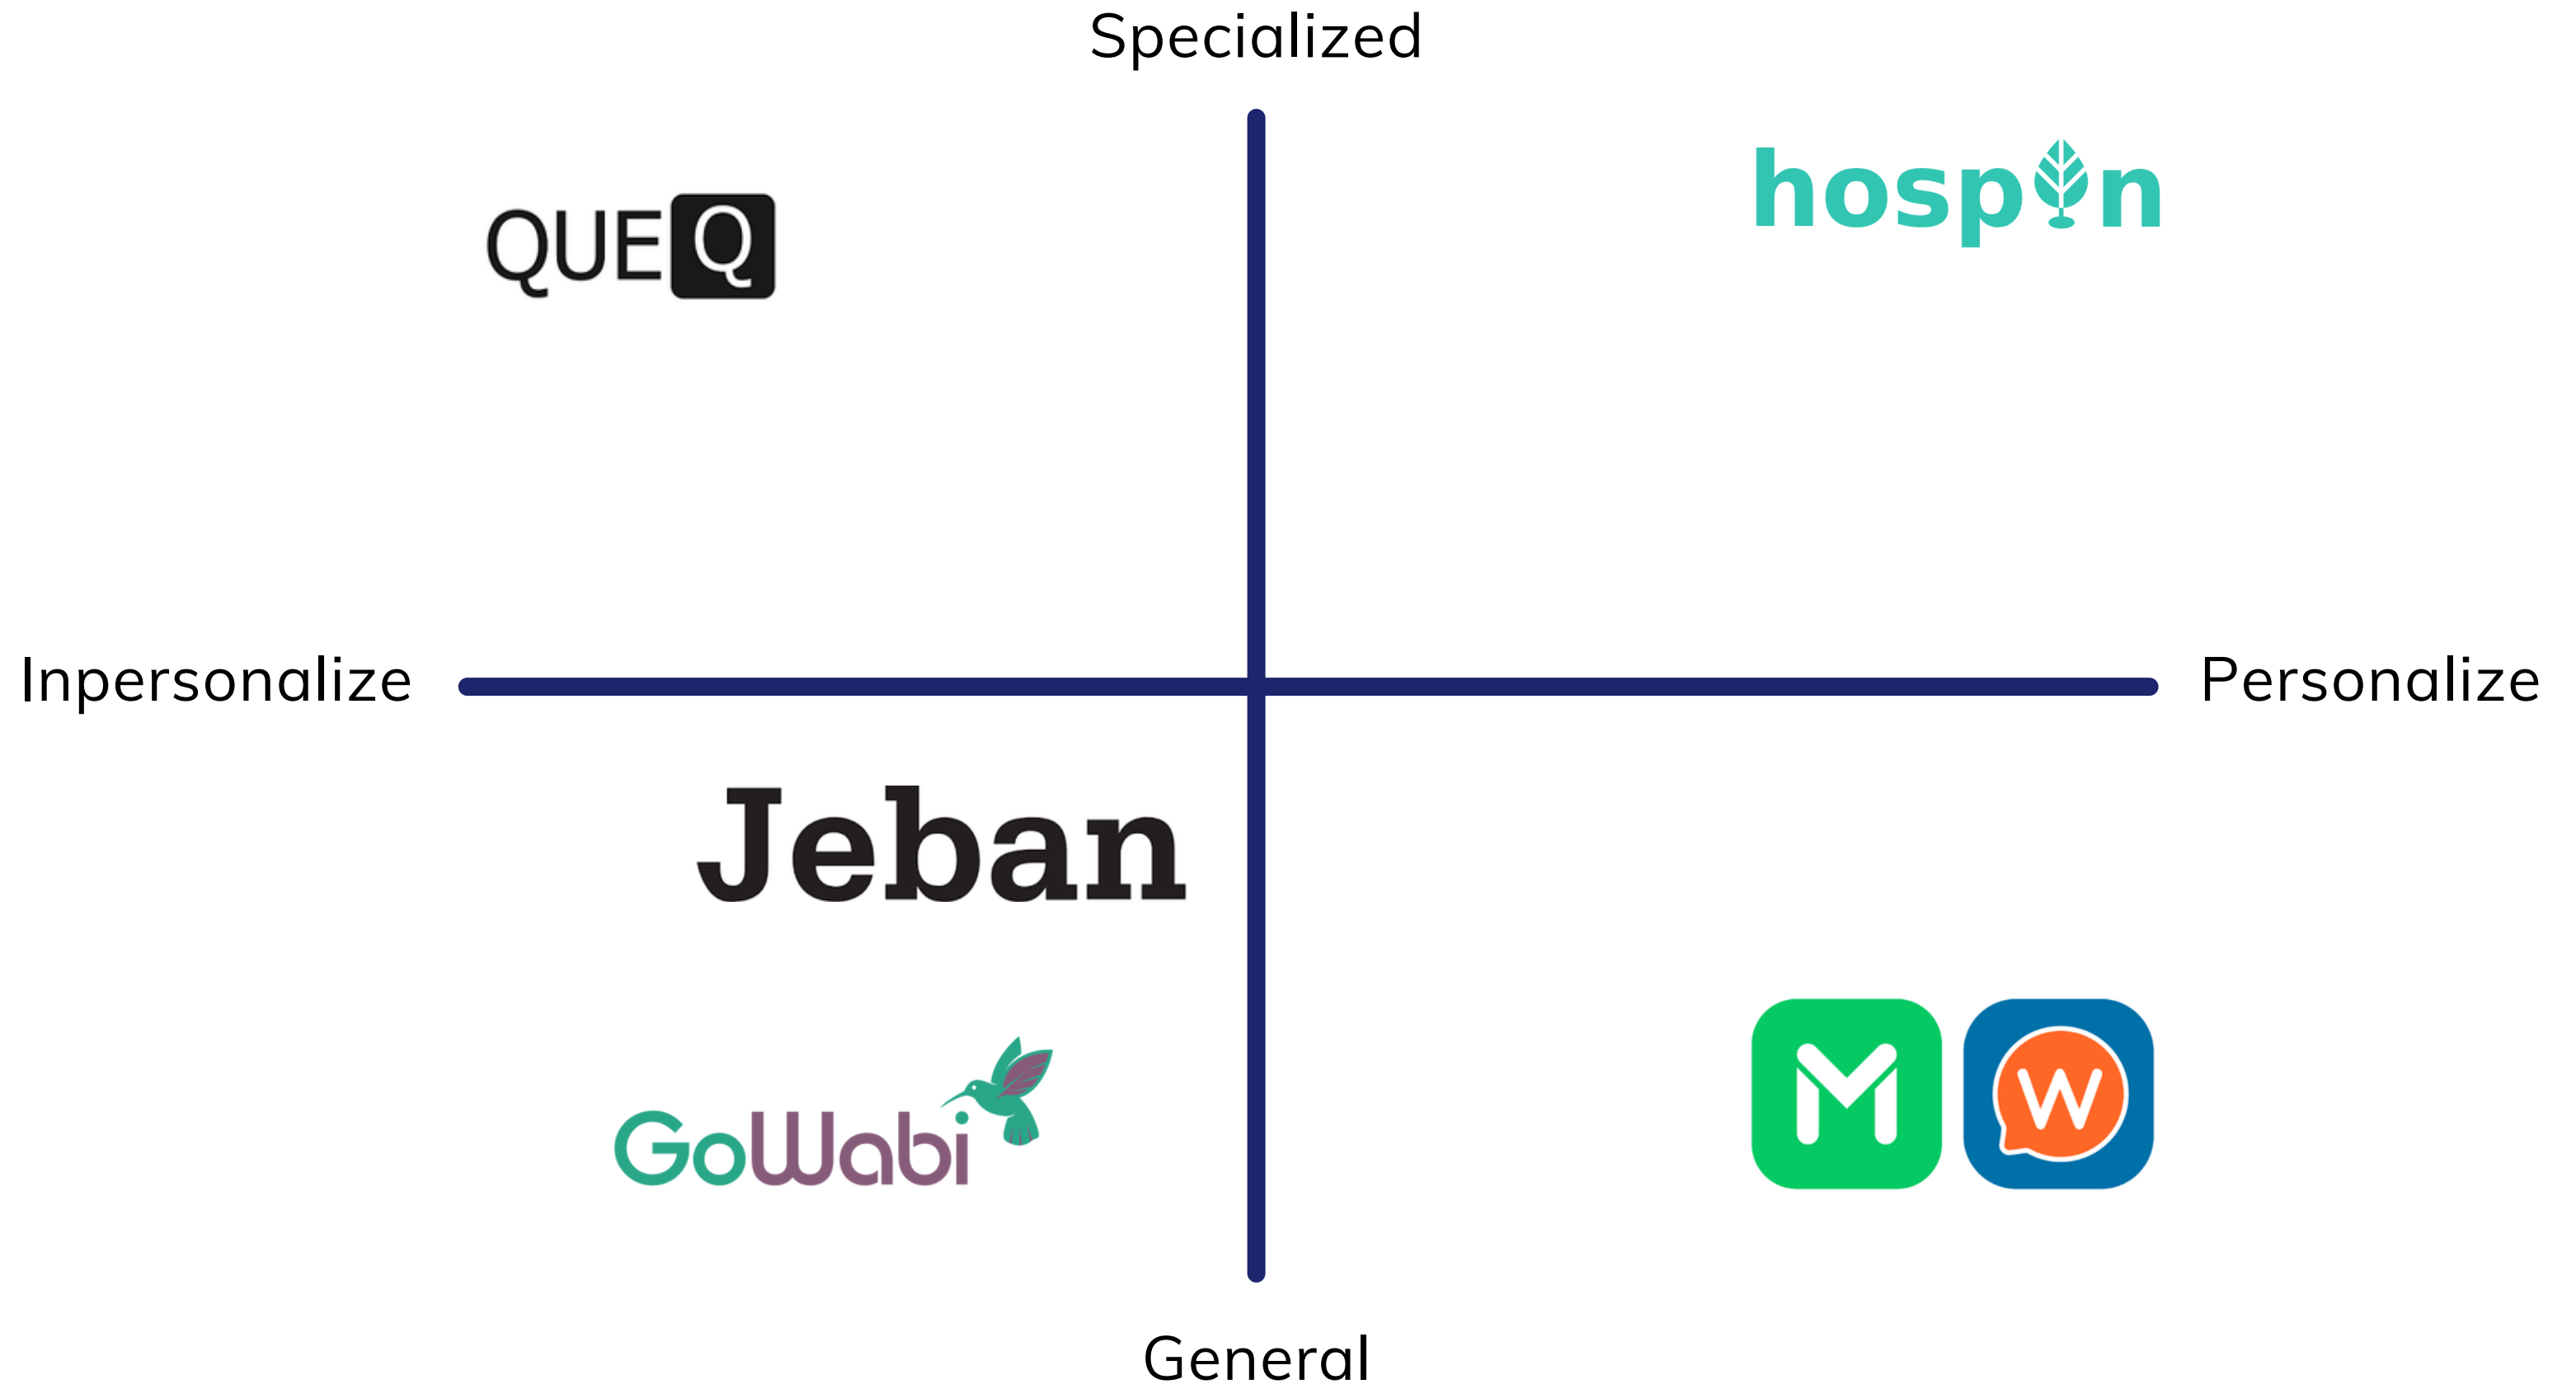 Specialized
hospin
QUEQ
Inpersonalize
Personalize
Jeban
GoWabi
M
W
General